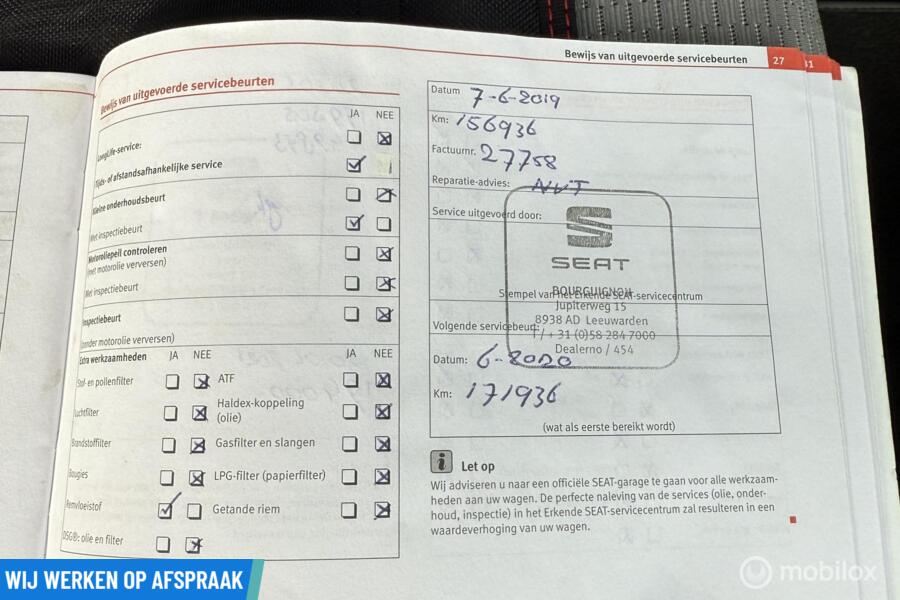 Bewijs van uitgevoerde servicebeurten 27 31
Bewijs van uitgevoerde servicebeurten
JA NEE
LongLife-service:
Tijds- of afstandsafhankelijke service
Kleine onderhoudsbeurt
Met inspectiebeurt
Motoroliepeil controleren
(met motorolie verversen)
Met inspectiebeurt
Inspectiebeurt
(zonder motorolie verversen)
Extra werkzaamheden JA NEE JA NEE
Stof- en pollenfilter ATF
Luchtfilter Haldex-koppeling
(olie)
Brandstoffilter Gasfilter en slangen
Bougies LPG-filter (papierfilter)
Remvloeistof Getande riem
DSG®: olie en filter
Datum 7-6-2019
Km: 156936
Factuurnr. 27758
Reparatie-advies:
Service uitgevoerd door:
SEAT
BOURGUIGNON
Stempel van het Erkende SEAT-servicecentrum
Jupiterweg 15
8938 AD Leeuwarden
T / + 31 (0)58 284 7000
Dealerno / 454
Volgende servicebeurt:
Datum: 6-2020
Km: 171936
(wat als eerste bereikt wordt)
i Let op
Wij adviseren u naar een officiële SEAT-garage te gaan voor alle werkzaam-
heden aan uw wagen. De perfecte naleving van de services (olie, onder-
houd, inspectie) in het Erkende SEAT-servicecentrum zal resulteren in een
waardeverhoging van uw wagen.
WIJ WERKEN OP AFSPRAAK
mobilox